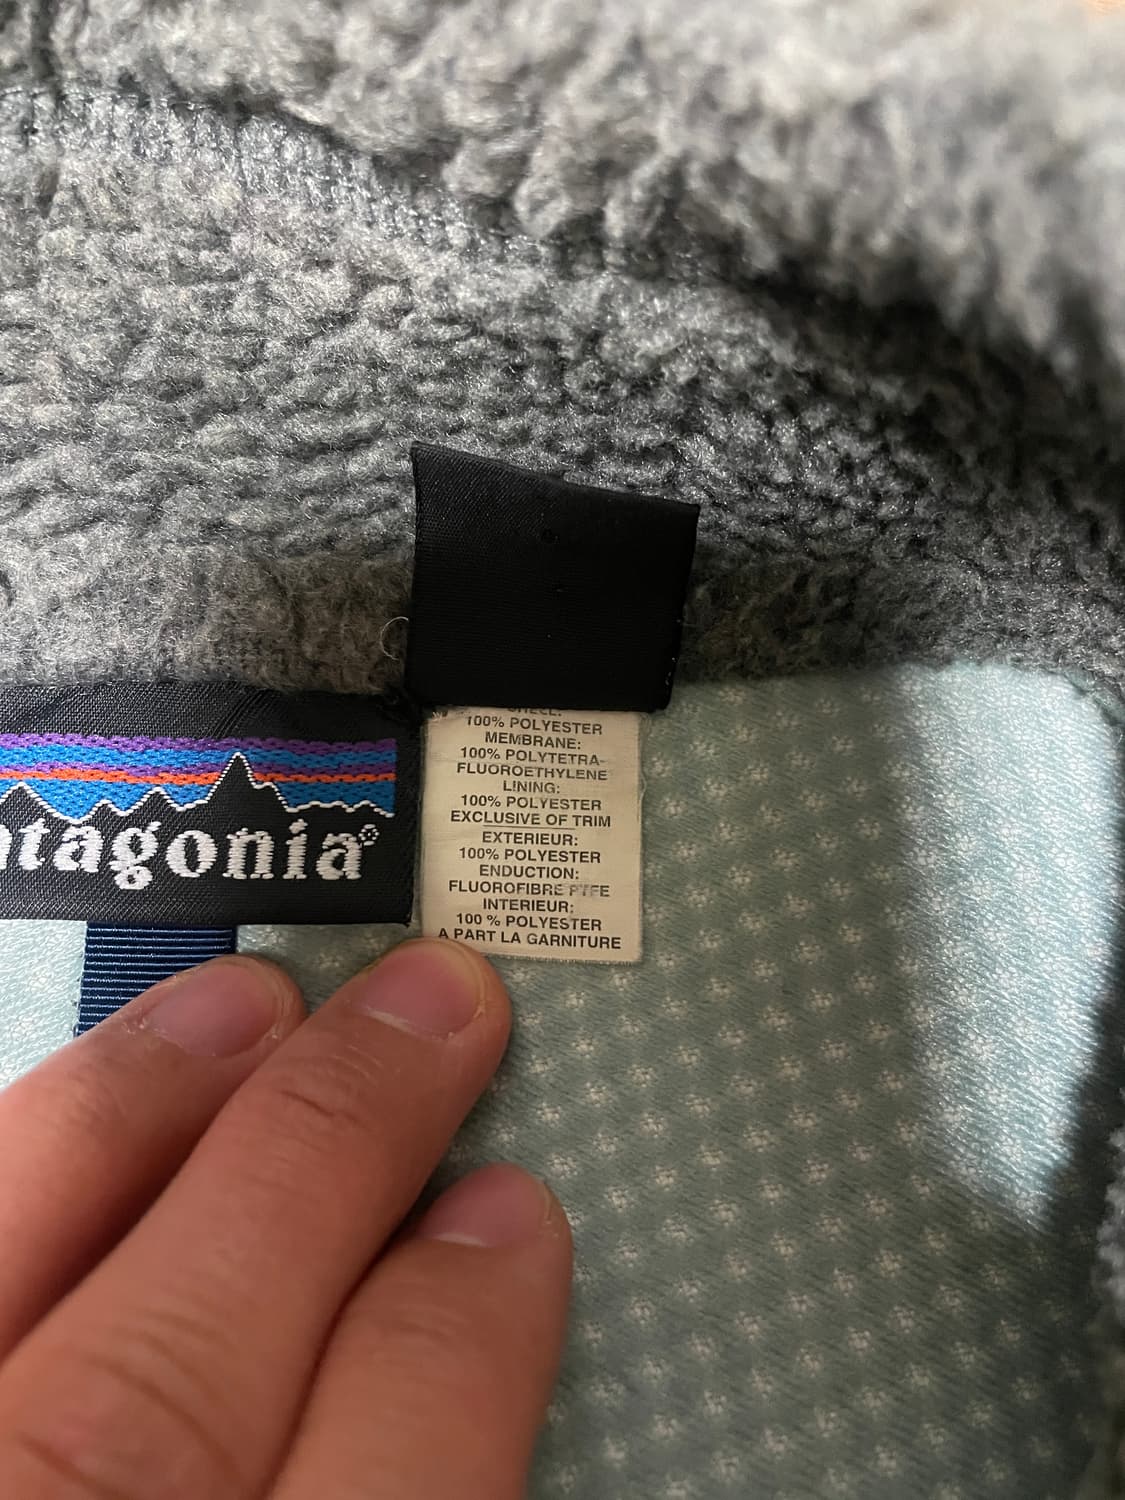 tagonia®
SHELL:
100% POLYESTER
MEMBRANE:
100% POLYTETRA-
FLUOROETHYLENE
LINING:
100% POLYESTER
EXCLUSIVE OF TRIM
EXTERIEUR:
100% POLYESTER
ENDUCTION:
FLUOROFIBRE PTFE
INTERIEUR:
100 % POLYESTER
A PART LA GARNITURE